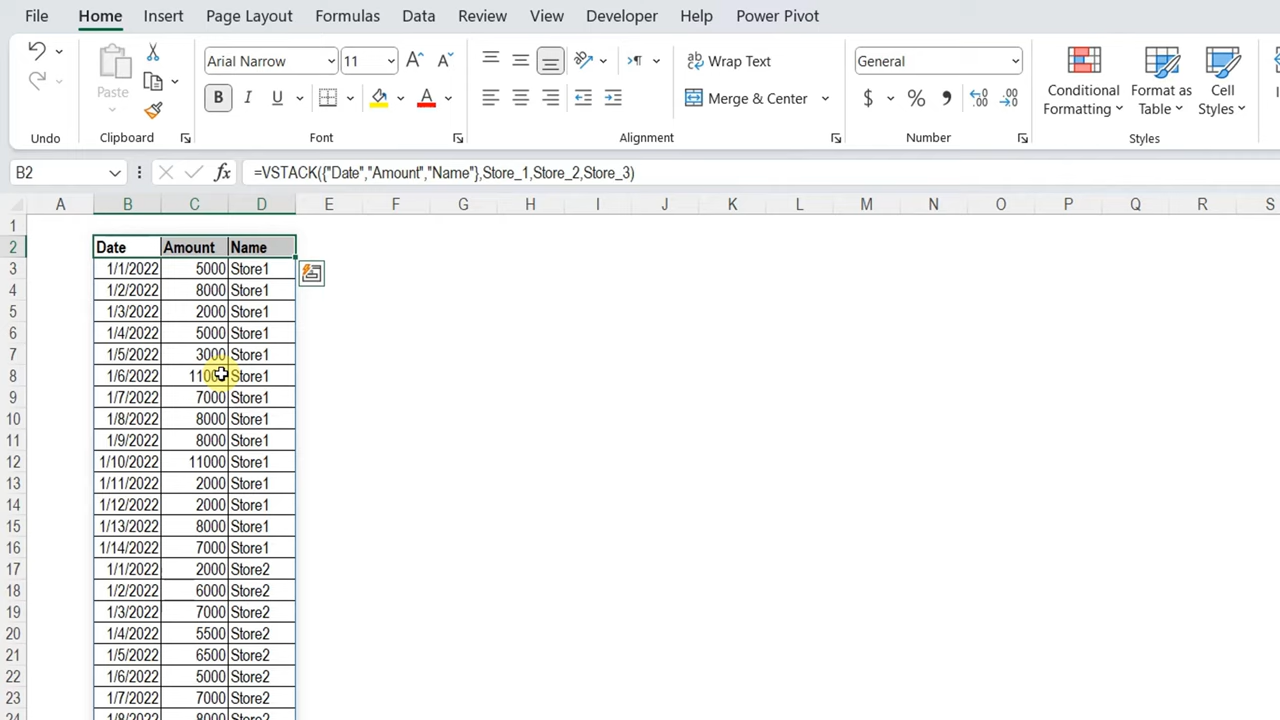 File Home Insert Page Layout Formulas Data Review View Developer Help Power Pivot
Arial Narrow 11 Wrap Text General
Paste B I U A Merge & Center $ % , Conditional Formatting Format as Table Cell Styles
Undo Clipboard Font Alignment Number Styles
B2 fx =VSTACK({"Date","Amount","Name"},Store_1,Store_2,Store_3)
A B C D E F G H I J K L M N O P Q R S
1
2 Date Amount Name
3 1/1/2022 5000 Store1
4 1/2/2022 8000 Store1
5 1/3/2022 2000 Store1
6 1/4/2022 5000 Store1
7 1/5/2022 3000 Store1
8 1/6/2022 11000 Store1
9 1/7/2022 7000 Store1
10 1/8/2022 8000 Store1
11 1/9/2022 8000 Store1
12 1/10/2022 11000 Store1
13 1/11/2022 2000 Store1
14 1/12/2022 2000 Store1
15 1/13/2022 8000 Store1
16 1/14/2022 7000 Store1
17 1/1/2022 2000 Store2
18 1/2/2022 6000 Store2
19 1/3/2022 7000 Store2
20 1/4/2022 5500 Store2
21 1/5/2022 6500 Store2
22 1/6/2022 5000 Store2
23 1/7/2022 7000 Store2
24 1/8/2022 8000 Store2